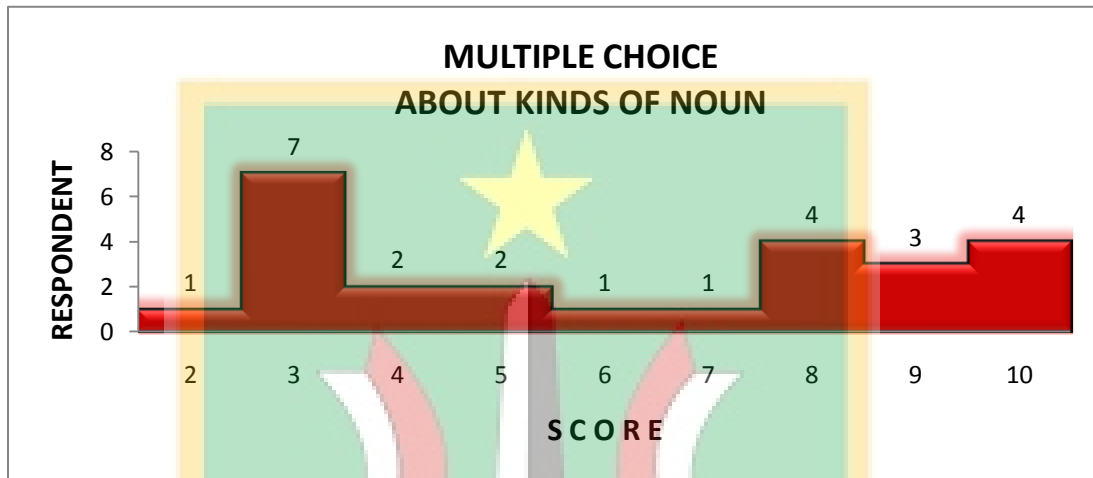 MULTIPLE CHOICE
ABOUT KINDS OF NOUN
RESPONDENT
8
6
4
2
0
1 7 2 2 1 1 4 3 4
2 3 4 5 6 7 8 9 10
SCORE